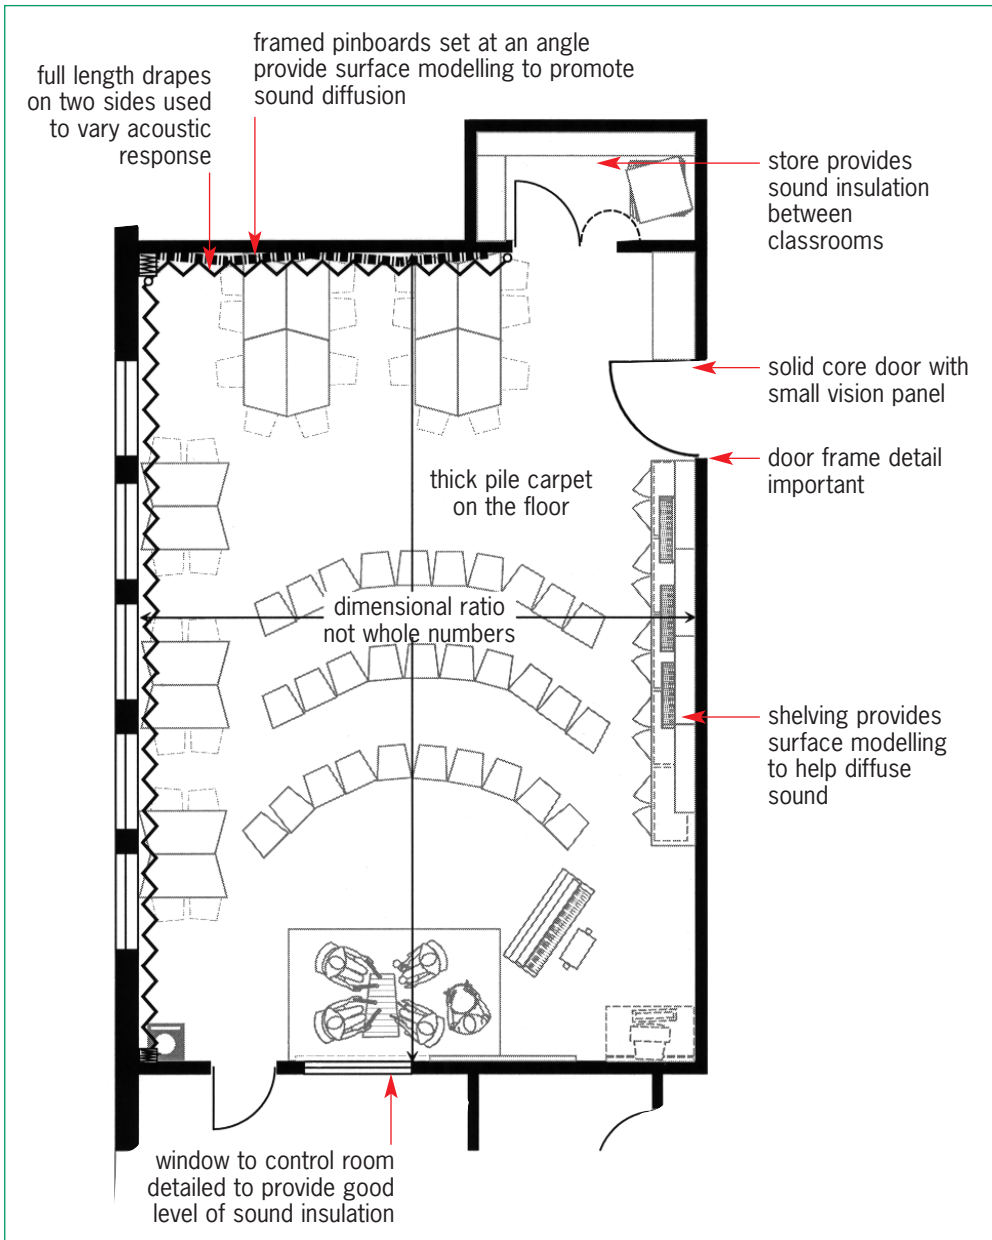 framed pinboards set at an angle
provide surface modelling to promote
sound diffusion
full length drapes
on two sides used
to vary acoustic
response
store provides
sound insulation
between
classrooms
solid core door with
small vision panel
door frame detail
important
thick pile carpet
on the floor
dimensional ratio
not whole numbers
shelving provides
surface modelling
to help diffuse
sound
window to control room
detailed to provide good
level of sound insulation